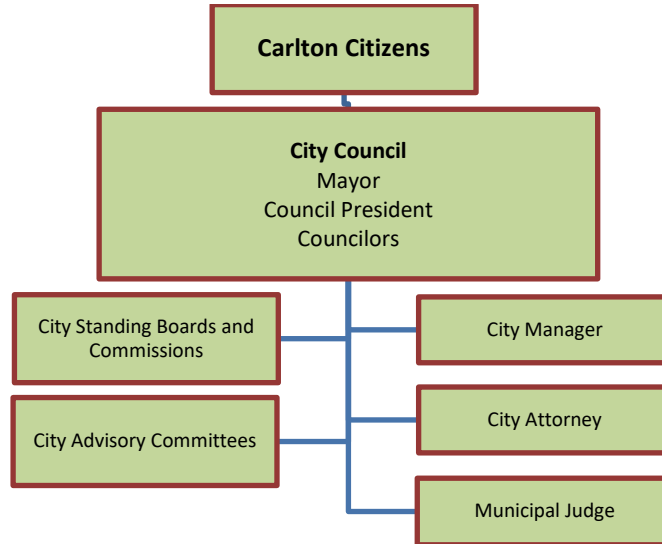 Carlton Citizens
City Council
Mayor
Council President
Councilors
City Standing Boards and
Commissions
City Manager
City Advisory Committees
City Attorney
Municipal Judge